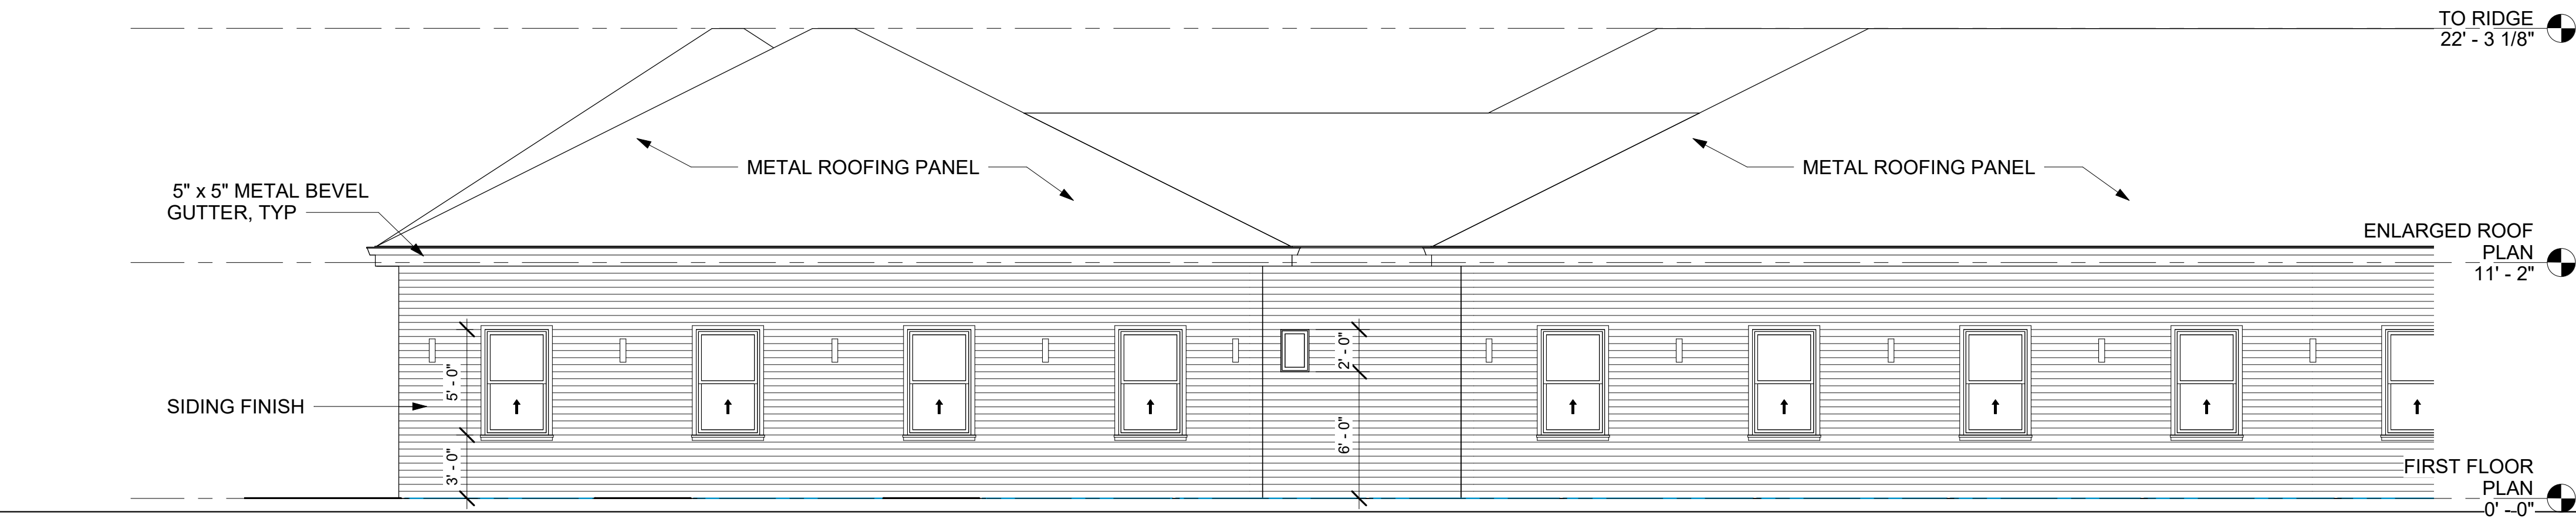 TO RIDGE
22' - 3 1/8"
METAL ROOFING PANEL
METAL ROOFING PANEL
5" x 5" METAL BEVEL
GUTTER, TYP
ENLARGED ROOF
PLAN
11' - 2"
5' - 0"
2' - 0"
SIDING FINISH
3' - 0"
6' - 0"
FIRST FLOOR
PLAN
0' - 0"